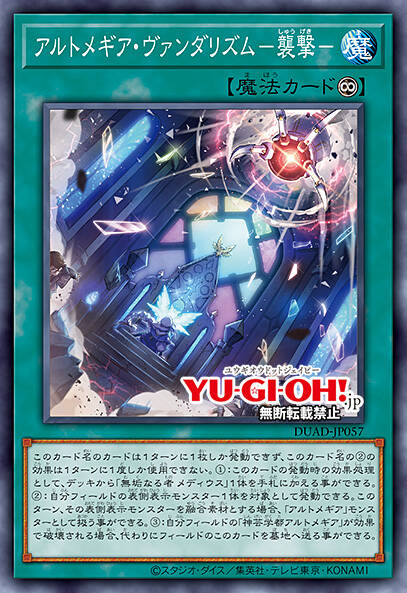 アルトメギア・ヴァンダリズム－襲撃－
魔
【魔法カード】
ユウギオウドットジェイピー
YU-GI-OH!.jp
無断転載禁止
DUAD-JP057
このカード名のカードは1ターンに1枚しか発動できず、このカード名の②の
効果は1ターンに1度しか使用できない。①：このカードの発動時の効果処理
として、デッキから「無垢なる者 メディウス」1体を手札に加える事ができる。
②：自分フィールドの表側表示モンスター1体を対象として発動できる。このター
ン、その表側表示モンスターを融合素材とする場合、「アルトメギア」モン
スターとして扱う事ができる。③：自分フィールドの「神芸学都アルトメギア」が効果
で破壊される場合、代わりにフィールドのこのカードを墓地へ送る事ができる。
©スタジオ・ダイス／集英社・テレビ東京・KONAMI